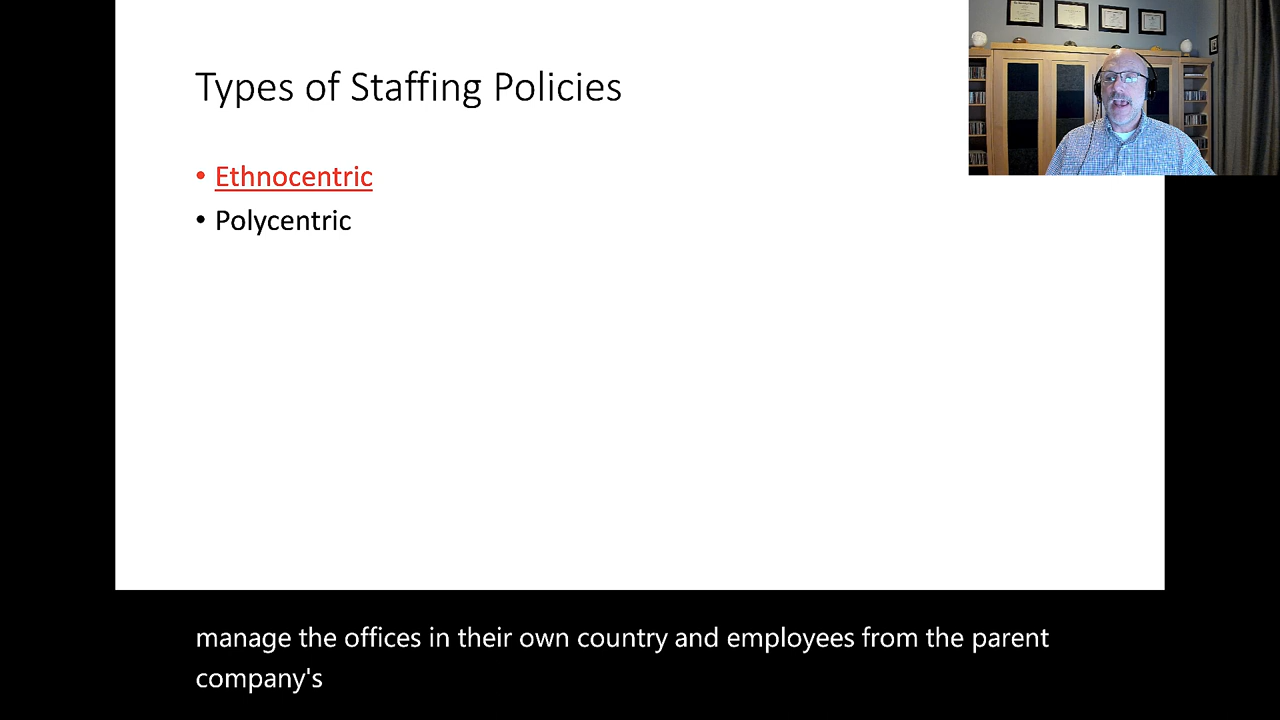 Types of Staffing Policies
• Ethnocentric
• Polycentric
manage the offices in their own country and employees from the parent
company's